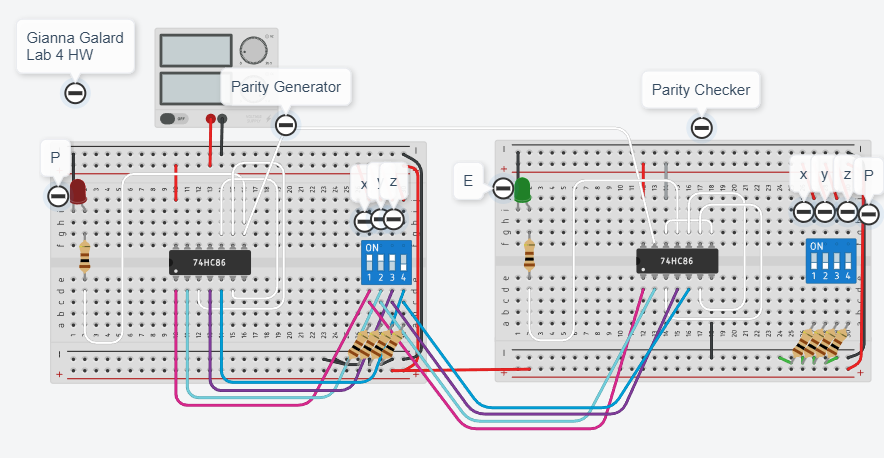 Gianna Galard
Lab 4 HW
Parity Generator
Parity Checker
P
x
y
z
E
x
y
z
P
OFF
74HC86
ON
1 2 3 4
74HC86
ON
1 2 3 4